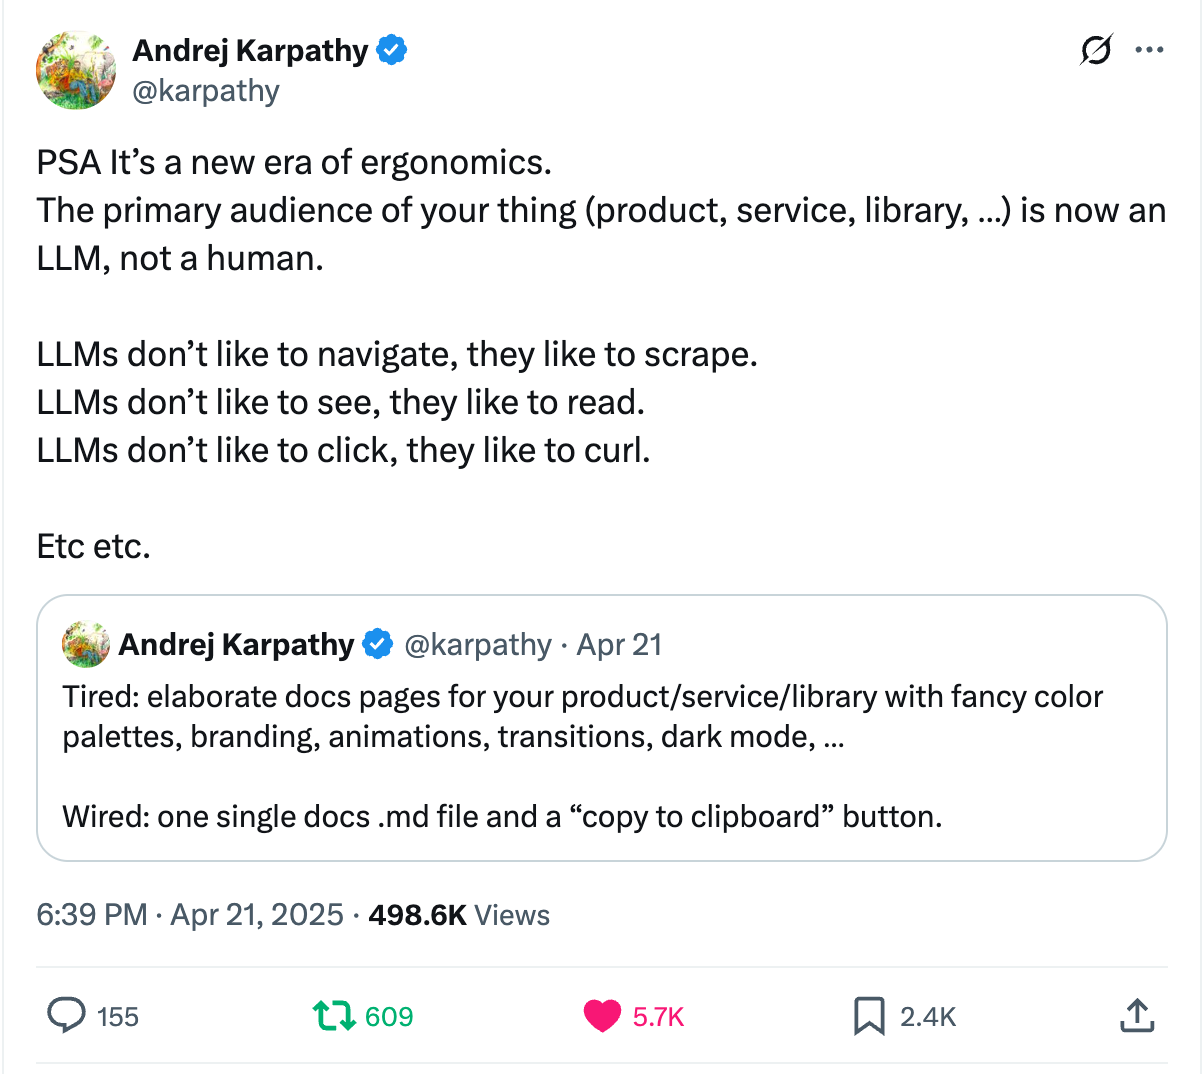 Andrej Karpathy
@karpathy
PSA It’s a new era of ergonomics.
The primary audience of your thing (product, service, library, ...) is now an
LLM, not a human.
LLMs don’t like to navigate, they like to scrape.
LLMs don’t like to see, they like to read.
LLMs don’t like to click, they like to curl.
Etc etc.
Andrej Karpathy @karpathy · Apr 21
Tired: elaborate docs pages for your product/service/library with fancy color
palettes, branding, animations, transitions, dark mode, ...
Wired: one single docs .md file and a “copy to clipboard” button.
6:39 PM · Apr 21, 2025 · 498.6K Views
155 609 5.7K 2.4K